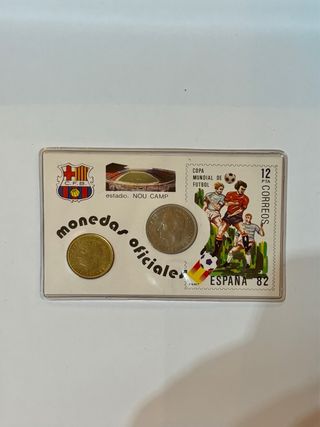 C. F. B.
estadio. NOU CAMP
monedas oficiales
COPA
MUNDIAL DE
FUTBOL
12
PTA
CORREOS
ESPAÑA 82